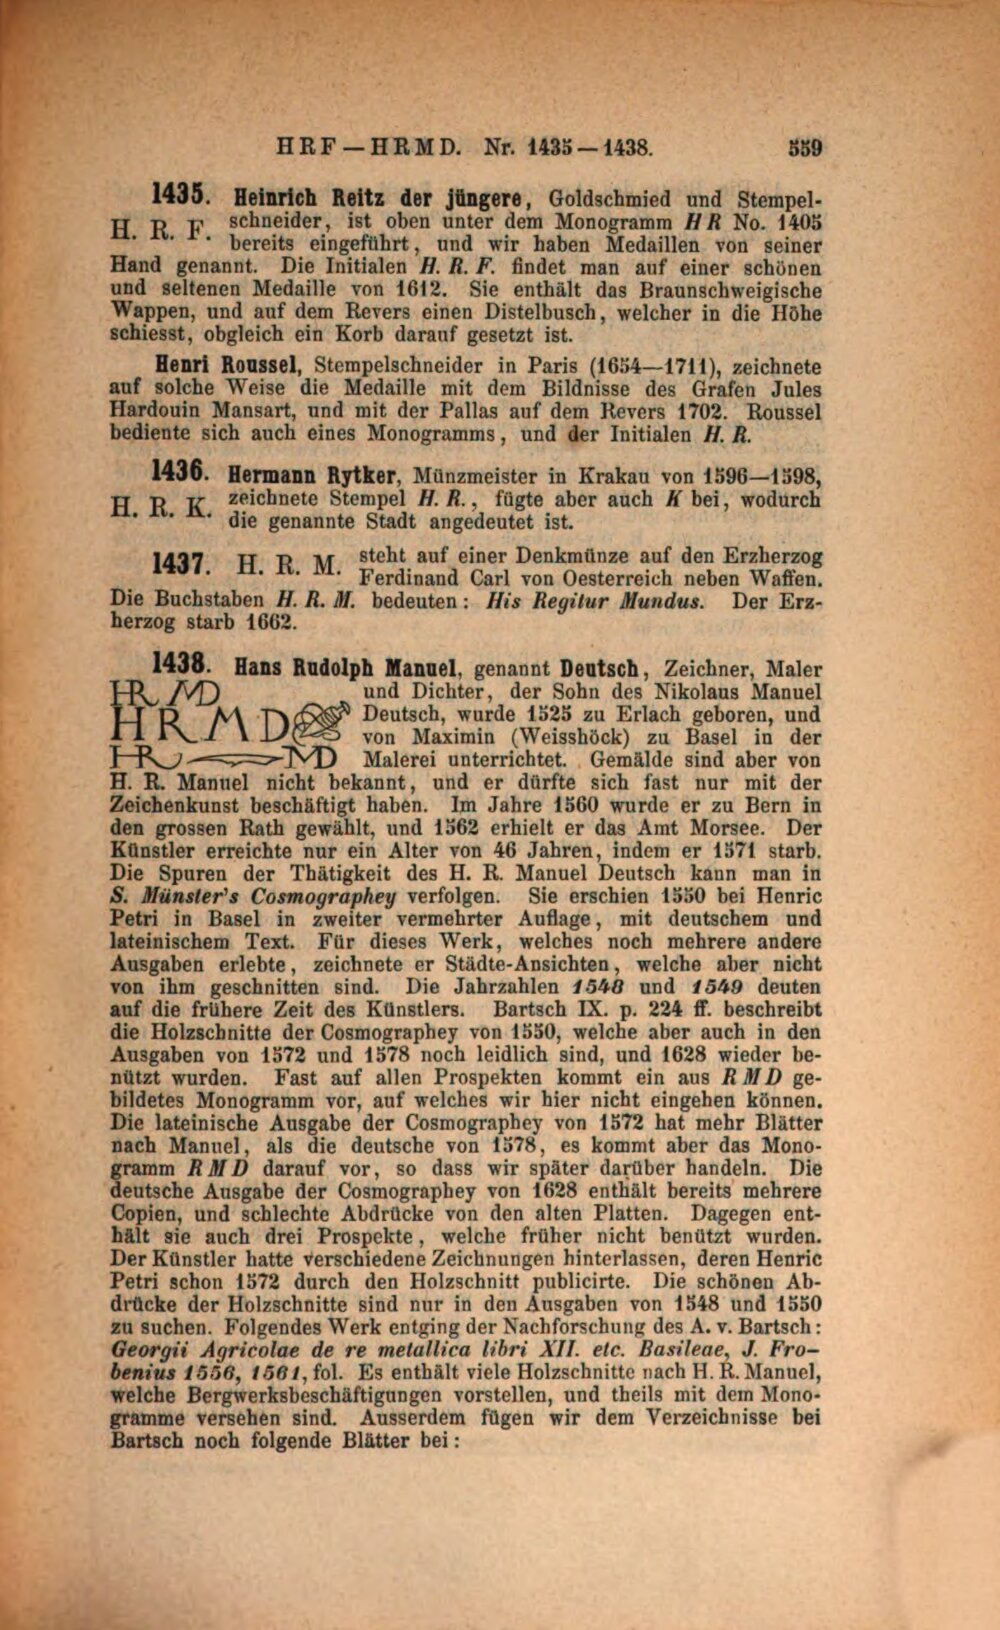 HRF — HRMD. Nr. 1435 — 1438. 559
1435. Heinrich Reitz der jüngere, Goldschmied und Stempel-
H. R. F. schneider, ist oben unter dem Monogramm HR No. 1405
bereits eingeführt, und wir haben Medaillen von seiner
Hand genannt. Die Initialen H. R. F. findet man auf einer schönen
und seltenen Medaille von 1612. Sie enthält das Braunschweigische
Wappen, und auf dem Revers einen Distelbusch, welcher in die Höhe
schiesst, obgleich ein Korb darauf gesetzt ist.
Henri Roussel, Stempelschneider in Paris (1654—1711), zeichnete
auf solche Weise die Medaille mit dem Bildnisse des Grafen Jules
Hardouin Mansart, und mit der Pallas auf dem Revers 1702. Roussel
bediente sich auch eines Monogramms, und der Initialen H. R.
1436. Hermann Rytker, Münzmeister in Krakau von 1596—1598,
H. R. K. zeichnete Stempel H. R., fügte aber auch K bei, wodurch
die genannte Stadt angedeutet ist.
1437. H. R. M. steht auf einer Denkmünze auf den Erzherzog
Ferdinand Carl von Oesterreich neben Waffen.
Die Buchstaben H. R. M. bedeuten: His Regitur Mundus. Der Erz-
herzog starb 1662.
1438. Hans Rudolph Manuel, genannt Deutsch, Zeichner, Maler
HR MD und Dichter, der Sohn des Nikolaus Manuel
HRMD Deutsch, wurde 1525 zu Erlach geboren, und
von Maximin (Weisshöck) zu Basel in der
HR MD Malerei unterrichtet. Gemälde sind aber von
H. R. Manuel nicht bekannt, und er dürfte sich fast nur mit der
Zeichenkunst beschäftigt haben. Im Jahre 1560 wurde er zu Bern in
den grossen Rath gewählt, und 1562 erhielt er das Amt Morsee. Der
Künstler erreichte nur ein Alter von 46 Jahren, indem er 1571 starb.
Die Spuren der Thätigkeit des H. R. Manuel Deutsch kann man in
S. Münster's Cosmographey verfolgen. Sie erschien 1550 bei Henric
Petri in Basel in zweiter vermehrter Auflage, mit deutschem und
lateinischem Text. Für dieses Werk, welches noch mehrere andere
Ausgaben erlebte, zeichnete er Städte-Ansichten, welche aber nicht
von ihm geschnitten sind. Die Jahrzahlen 1548 und 1549 deuten
auf die frühere Zeit des Künstlers. Bartsch IX. p. 224 ff. beschreibt
die Holzschnitte der Cosmographey von 1550, welche aber auch in den
Ausgaben von 1572 und 1578 noch leidlich sind, und 1628 wieder be-
nützt wurden. Fast auf allen Prospekten kommt ein aus RMD ge-
bildetes Monogramm vor, auf welches wir hier nicht eingehen können.
Die lateinische Ausgabe der Cosmographey von 1572 hat mehr Blätter
nach Manuel, als die deutsche von 1578, es kommt aber das Mono-
gramm RMD darauf vor, so dass wir später darüber handeln. Die
deutsche Ausgabe der Cosmographey von 1628 enthält bereits mehrere
Copien, und schlechte Abdrücke von den alten Platten. Dagegen ent-
hält sie auch drei Prospekte, welche früher nicht benützt wurden.
Der Künstler hatte verschiedene Zeichnungen hinterlassen, deren Henric
Petri schon 1572 durch den Holzschnitt publicirte. Die schönen Ab-
drücke der Holzschnitte sind nur in den Ausgaben von 1548 und 1550
zu suchen. Folgendes Werk entging der Nachforschung des A. v. Bartsch:
Georgii Agricolae de re metallica libri XII. etc. Basileae, J. Fro-
benius 1556, 1561, fol. Es enthält viele Holzschnitte nach H. R. Manuel,
welche Bergwerksbeschäftigungen vorstellen, und theils mit dem Mono-
gramme versehen sind. Ausserdem fügen wir dem Verzeichnisse bei
Bartsch noch folgende Blätter bei: